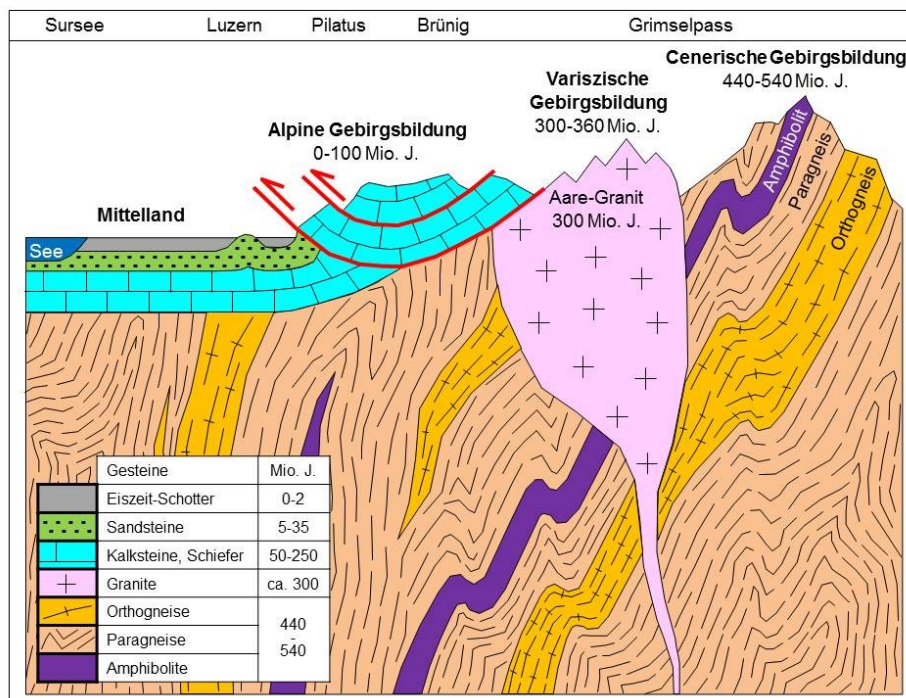 Sursee Luzern Pilatus Brünig Grimselpass
Cenerische Gebirgsbildung
440-540 Mio. J.
Variszische
Gebirgsbildung
300-360 Mio. J.
Alpine Gebirgsbildung
0-100 Mio. J.
Mittelland
See
Aare-Granit
300 Mio. J.
Amphibolit
Paragneis
Orthogneis
Gesteine Mio. J.
Eiszeit-Schotter 0-2
Sandsteine 5-35
Kalksteine, Schiefer 50-250
Granite ca. 300
Orthogneise
Paragneise
Amphibolite
440
-
540